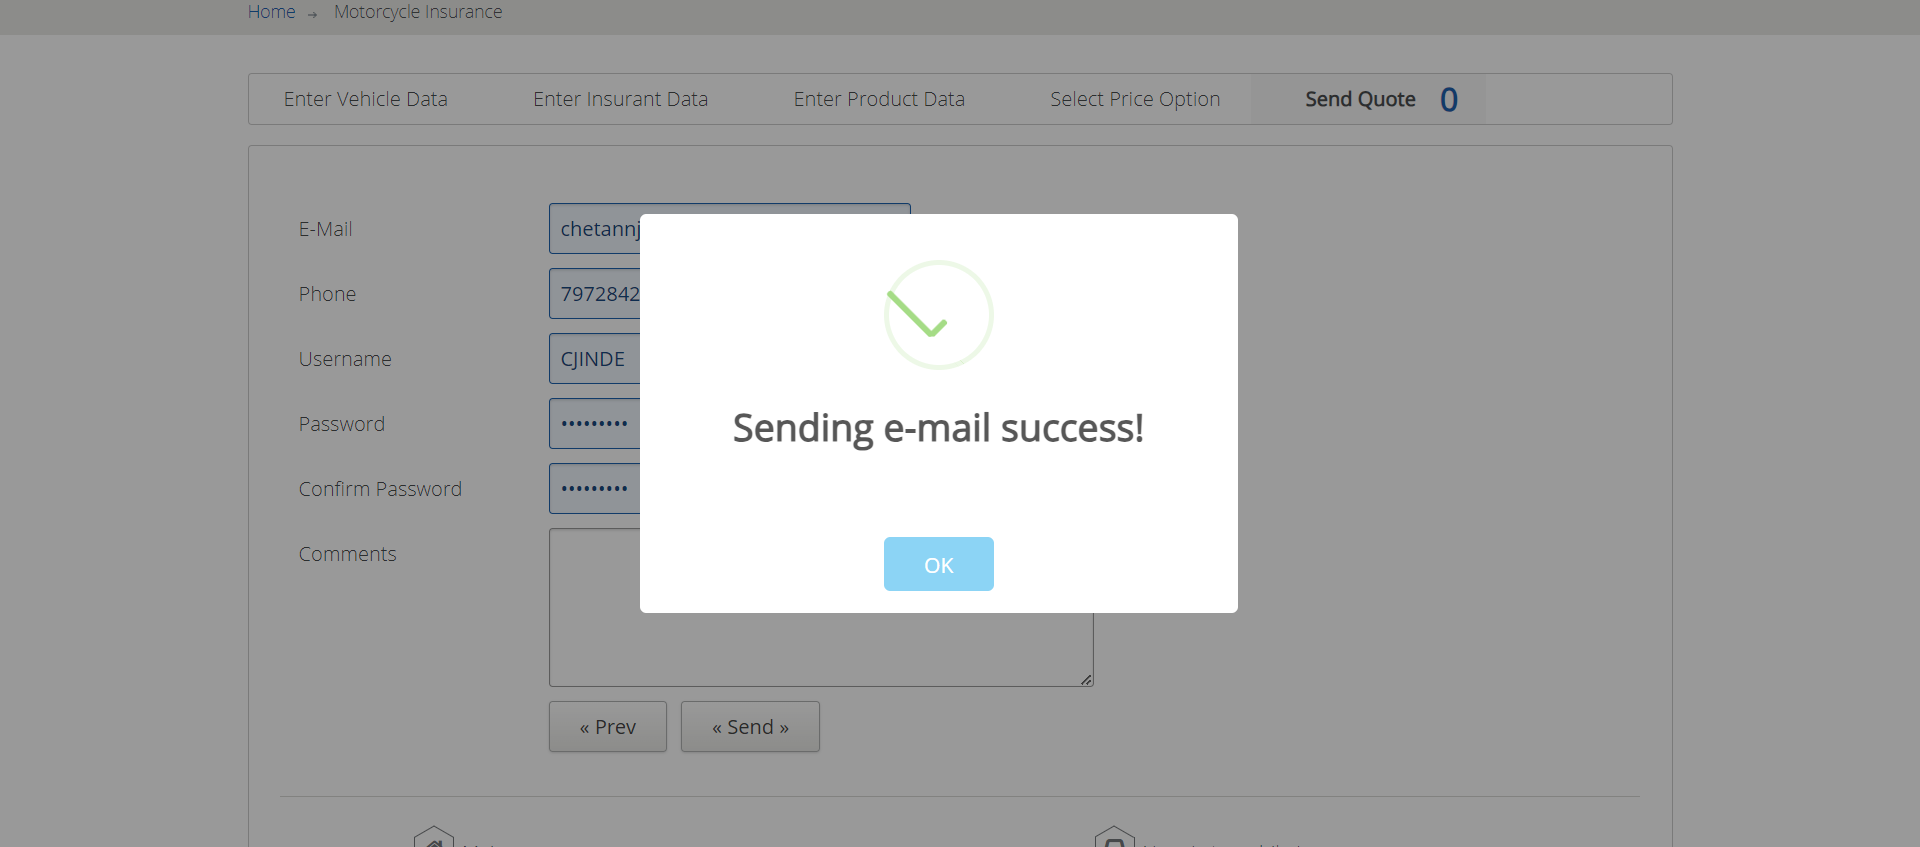 Home → Motorcycle Insurance
Enter Vehicle Data Enter Insurant Data Enter Product Data Select Price Option Send Quote 0
E-Mail chetannj
Phone 7972842
Username CJINDE
Password •••••••••
Confirm Password •••••••••
Comments
Sending e-mail success!
OK
« Prev « Send »